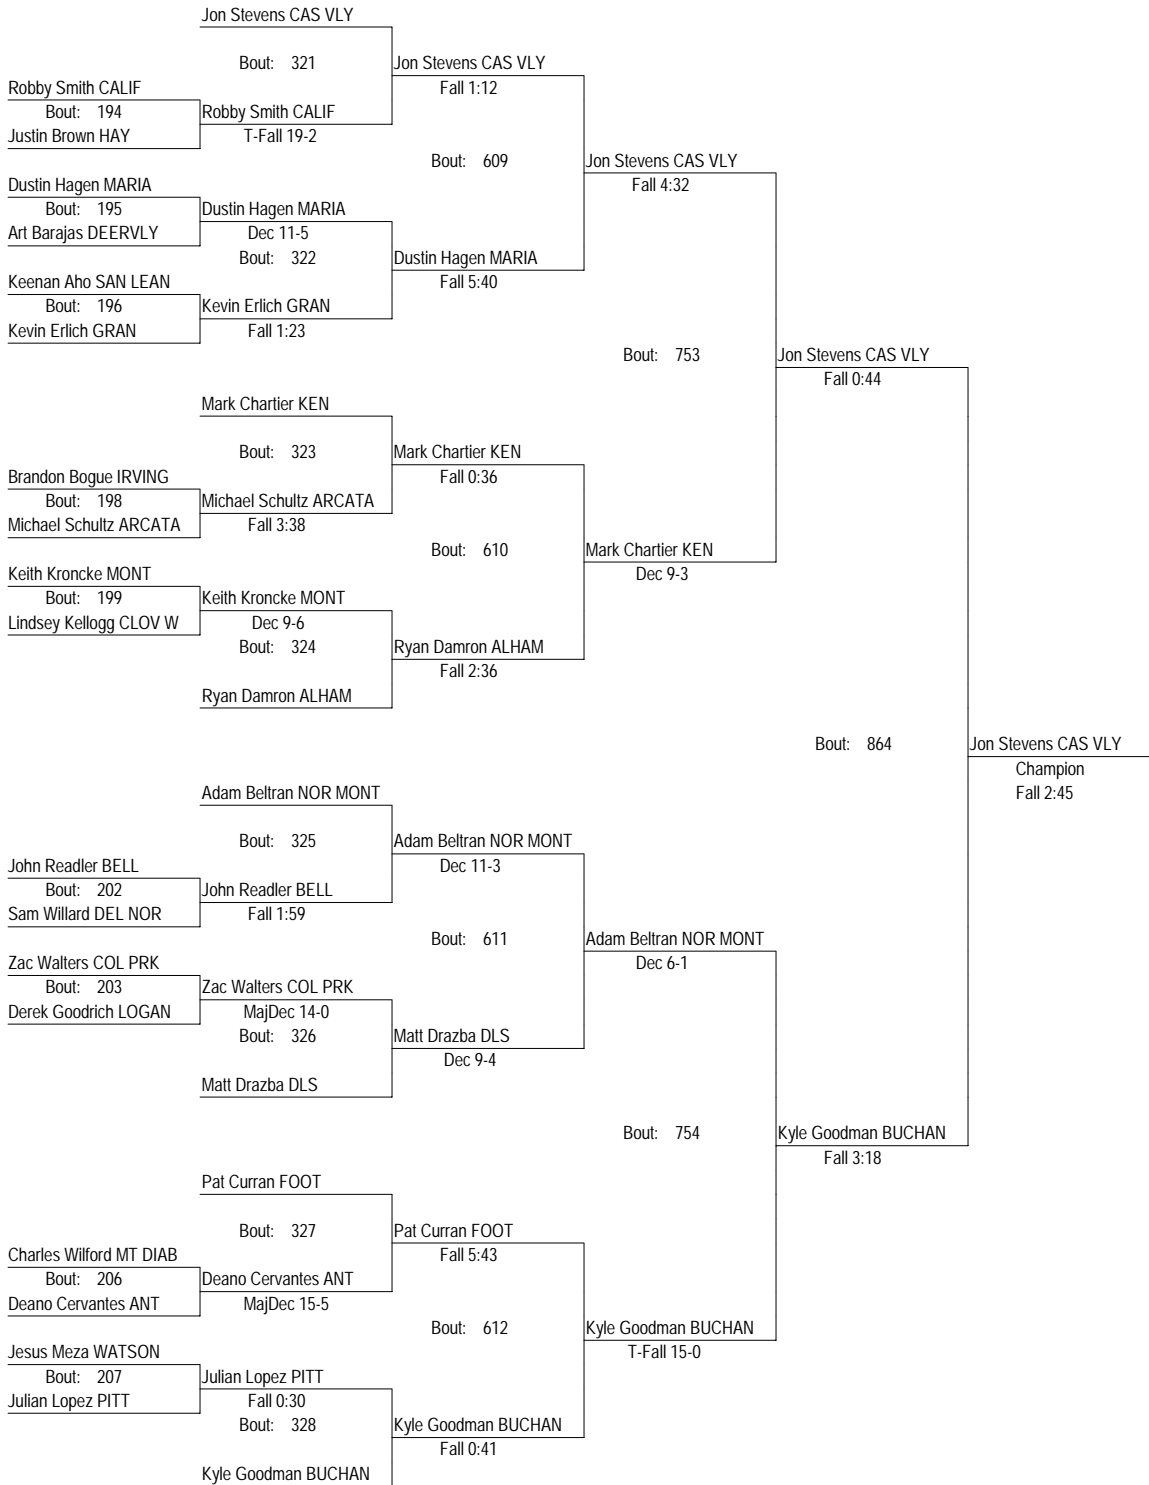 Jon Stevens CAS VLY
Bout: 321
Jon Stevens CAS VLY
Fall 1:12
Robby Smith CALIF
Bout: 194
Robby Smith CALIF
Justin Brown HAY
T-Fall 19-2
Bout: 609
Jon Stevens CAS VLY
Fall 4:32
Dustin Hagen MARIA
Bout: 195
Dustin Hagen MARIA
Art Barajas DEERVLY
Dec 11-5
Bout: 322
Dustin Hagen MARIA
Fall 5:40
Keenan Aho SAN LEAN
Bout: 196
Kevin Erlich GRAN
Kevin Erlich GRAN
Fall 1:23
Bout: 753
Jon Stevens CAS VLY
Fall 0:44
Mark Chartier KEN
Bout: 323
Mark Chartier KEN
Fall 0:36
Brandon Bogue IRVING
Bout: 198
Michael Schultz ARCATA
Michael Schultz ARCATA
Fall 3:38
Bout: 610
Mark Chartier KEN
Dec 9-3
Keith Kroncke MONT
Bout: 199
Keith Kroncke MONT
Lindsey Kellogg CLOV W
Dec 9-6
Bout: 324
Ryan Damron ALHAM
Fall 2:36
Ryan Damron ALHAM
Bout: 864
Jon Stevens CAS VLY
Champion
Fall 2:45
Adam Beltran NOR MONT
Bout: 325
Adam Beltran NOR MONT
Dec 11-3
John Readler BELL
Bout: 202
John Readler BELL
Sam Willard DEL NOR
Fall 1:59
Bout: 611
Adam Beltran NOR MONT
Dec 6-1
Zac Walters COL PRK
Bout: 203
Zac Walters COL PRK
Derek Goodrich LOGAN
MajDec 14-0
Bout: 326
Matt Drazba DLS
Dec 9-4
Matt Drazba DLS
Bout: 754
Kyle Goodman BUCHAN
Fall 3:18
Pat Curran FOOT
Bout: 327
Pat Curran FOOT
Fall 5:43
Charles Wilford MT DIAB
Bout: 206
Deano Cervantes ANT
Deano Cervantes ANT
MajDec 15-5
Bout: 612
Kyle Goodman BUCHAN
T-Fall 15-0
Jesus Meza WATSON
Bout: 207
Julian Lopez PITT
Julian Lopez PITT
Fall 0:30
Bout: 328
Kyle Goodman BUCHAN
Fall 0:41
Kyle Goodman BUCHAN